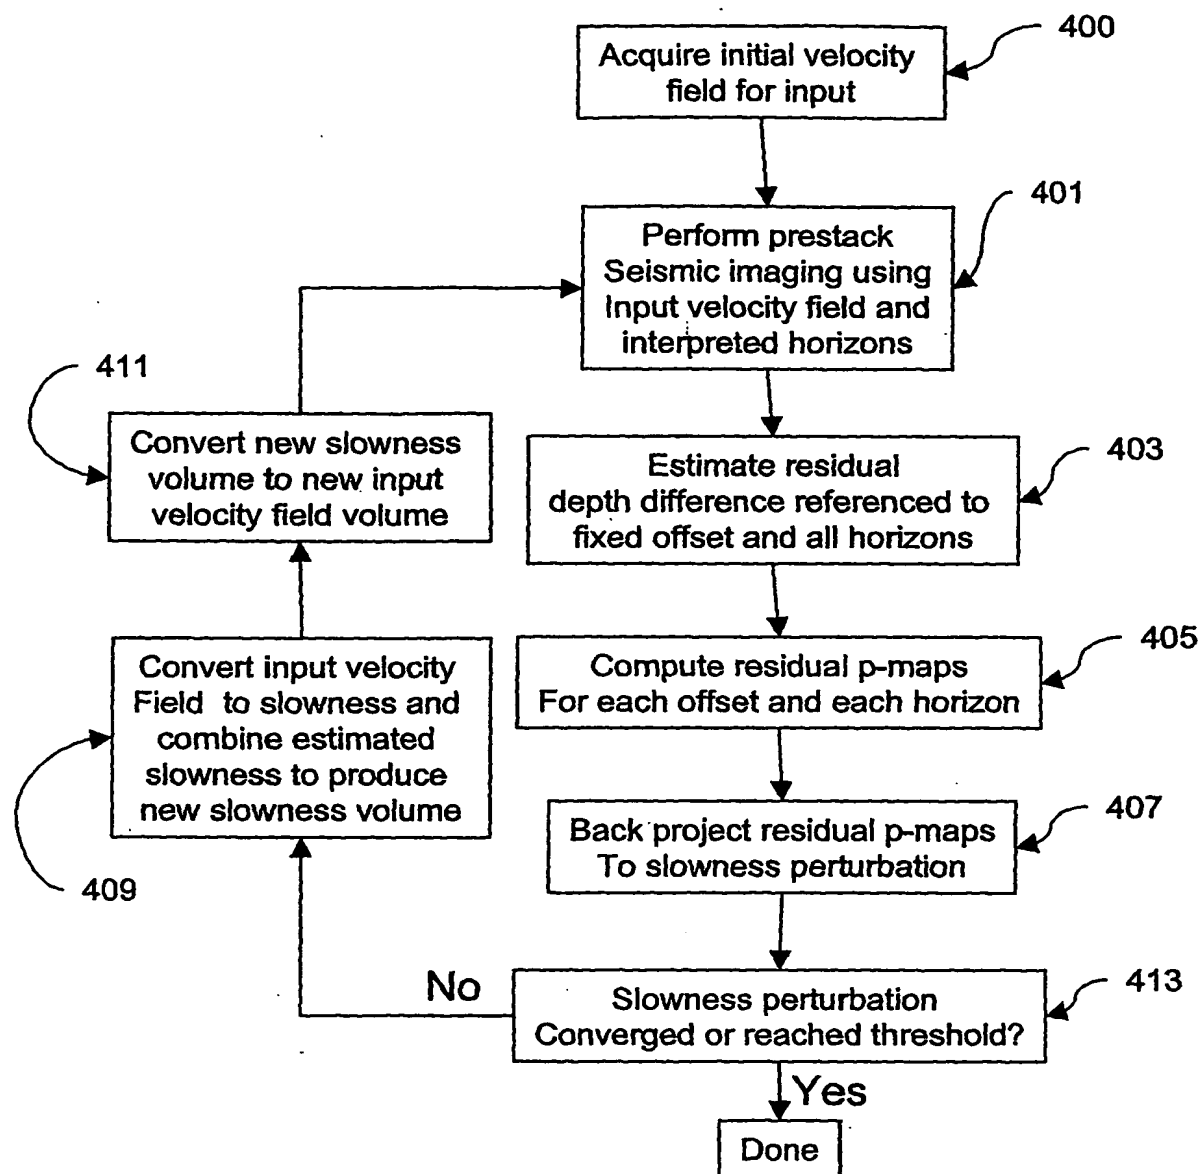 400
Acquire initial velocity
field for input
401
Perform prestack
Seismic imaging using
Input velocity field and
interpreted horizons
411
Convert new slowness
volume to new input
velocity field volume
403
Estimate residual
depth difference referenced to
fixed offset and all horizons
405
Compute residual p-maps
For each offset and each horizon
Convert input velocity
Field to slowness and
combine estimated
slowness to produce
new slowness volume
409
407
Back project residual p-maps
To slowness perturbation
413
Slowness perturbation
Converged or reached threshold?
No
Yes
Done